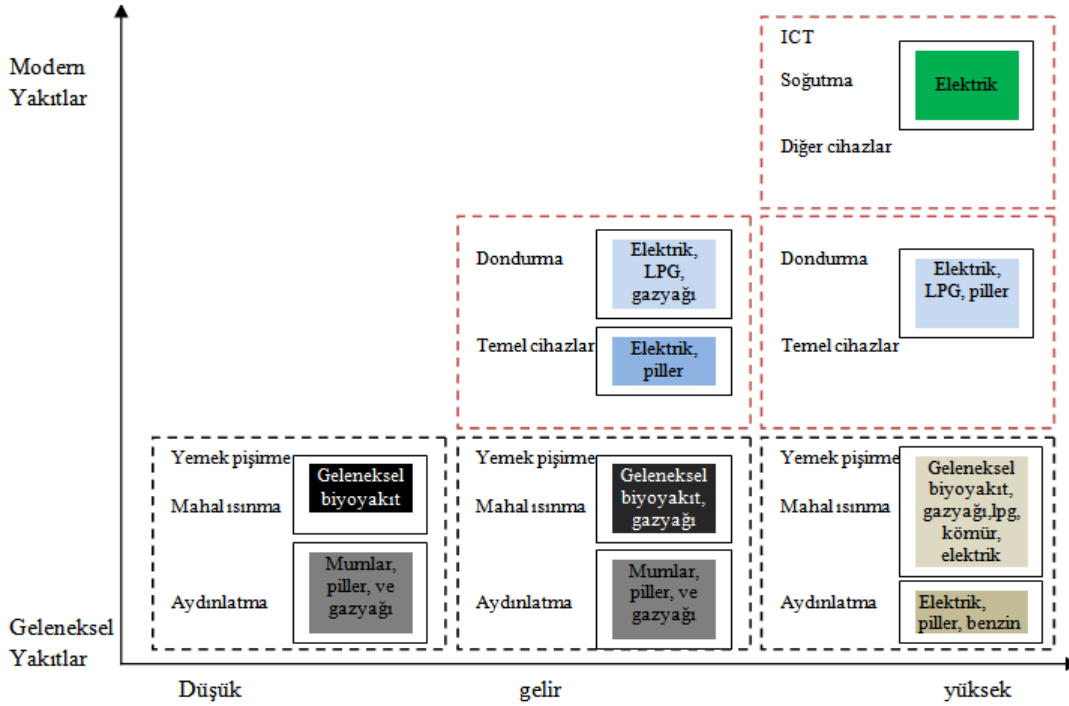 Modern
Yakıtlar
ICT
Soğutma
Diğer cihazlar
Elektrik
Dondurma
Temel cihazlar
Elektrik,
LPG,
gazyağı
Elektrik,
piller
Dondurma
Temel cihazlar
Elektrik,
LPG, piller
Yemek pişirme
Mahal ısınma
Aydınlatma
Geleneksel
biyoyakıt
Mumlar,
piller, ve
gazyağı
Yemek pişirme
Mahal ısınma
Aydınlatma
Geleneksel
biyoyakıt,
gazyağı
Mumlar,
piller, ve
gazyağı
Yemek pişirme
Mahal ısınma
Aydınlatma
Geleneksel
biyoyakıt,
gazyağı,lpg,
kömür,
elektrik
Elektrik,
piller, benzin
Geleneksel
Yakıtlar
Düşük
gelir
yüksek